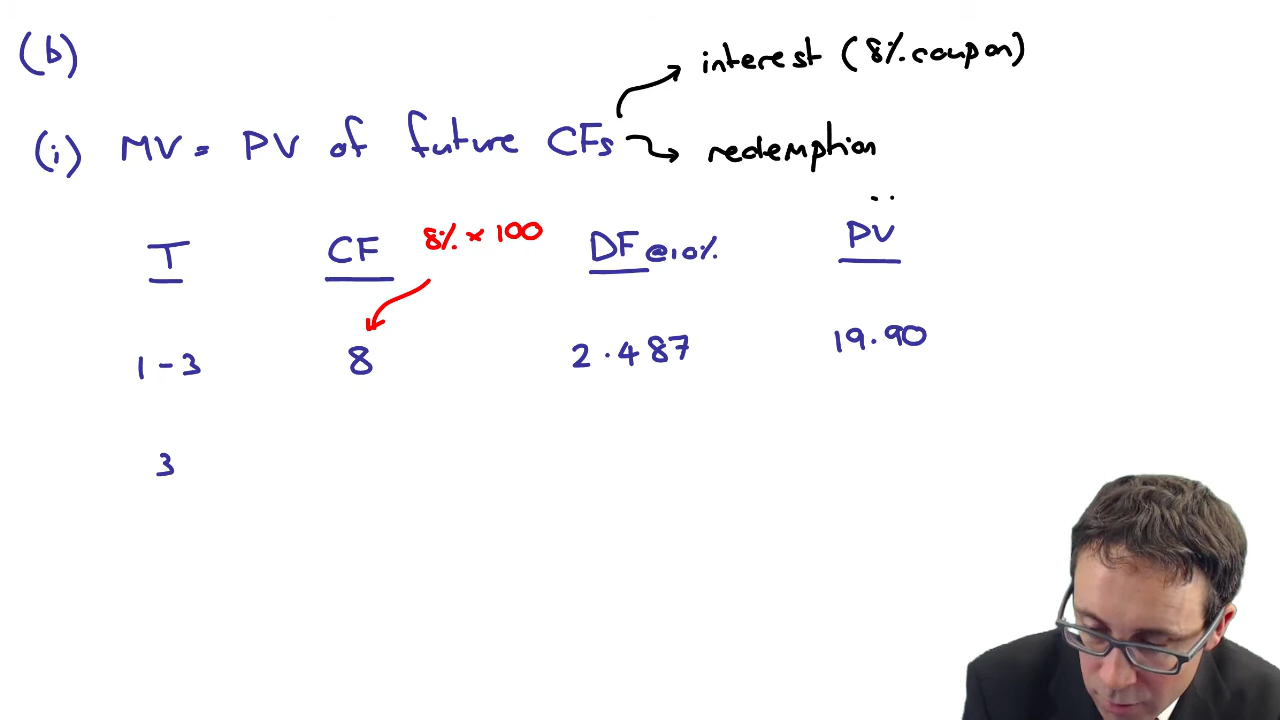 (b)
interest (8% coupon)
(i) MV = PV of future CFs
redemption
T CF 8% × 100 DF @10% PV
1-3 8 2.487 19.90
3